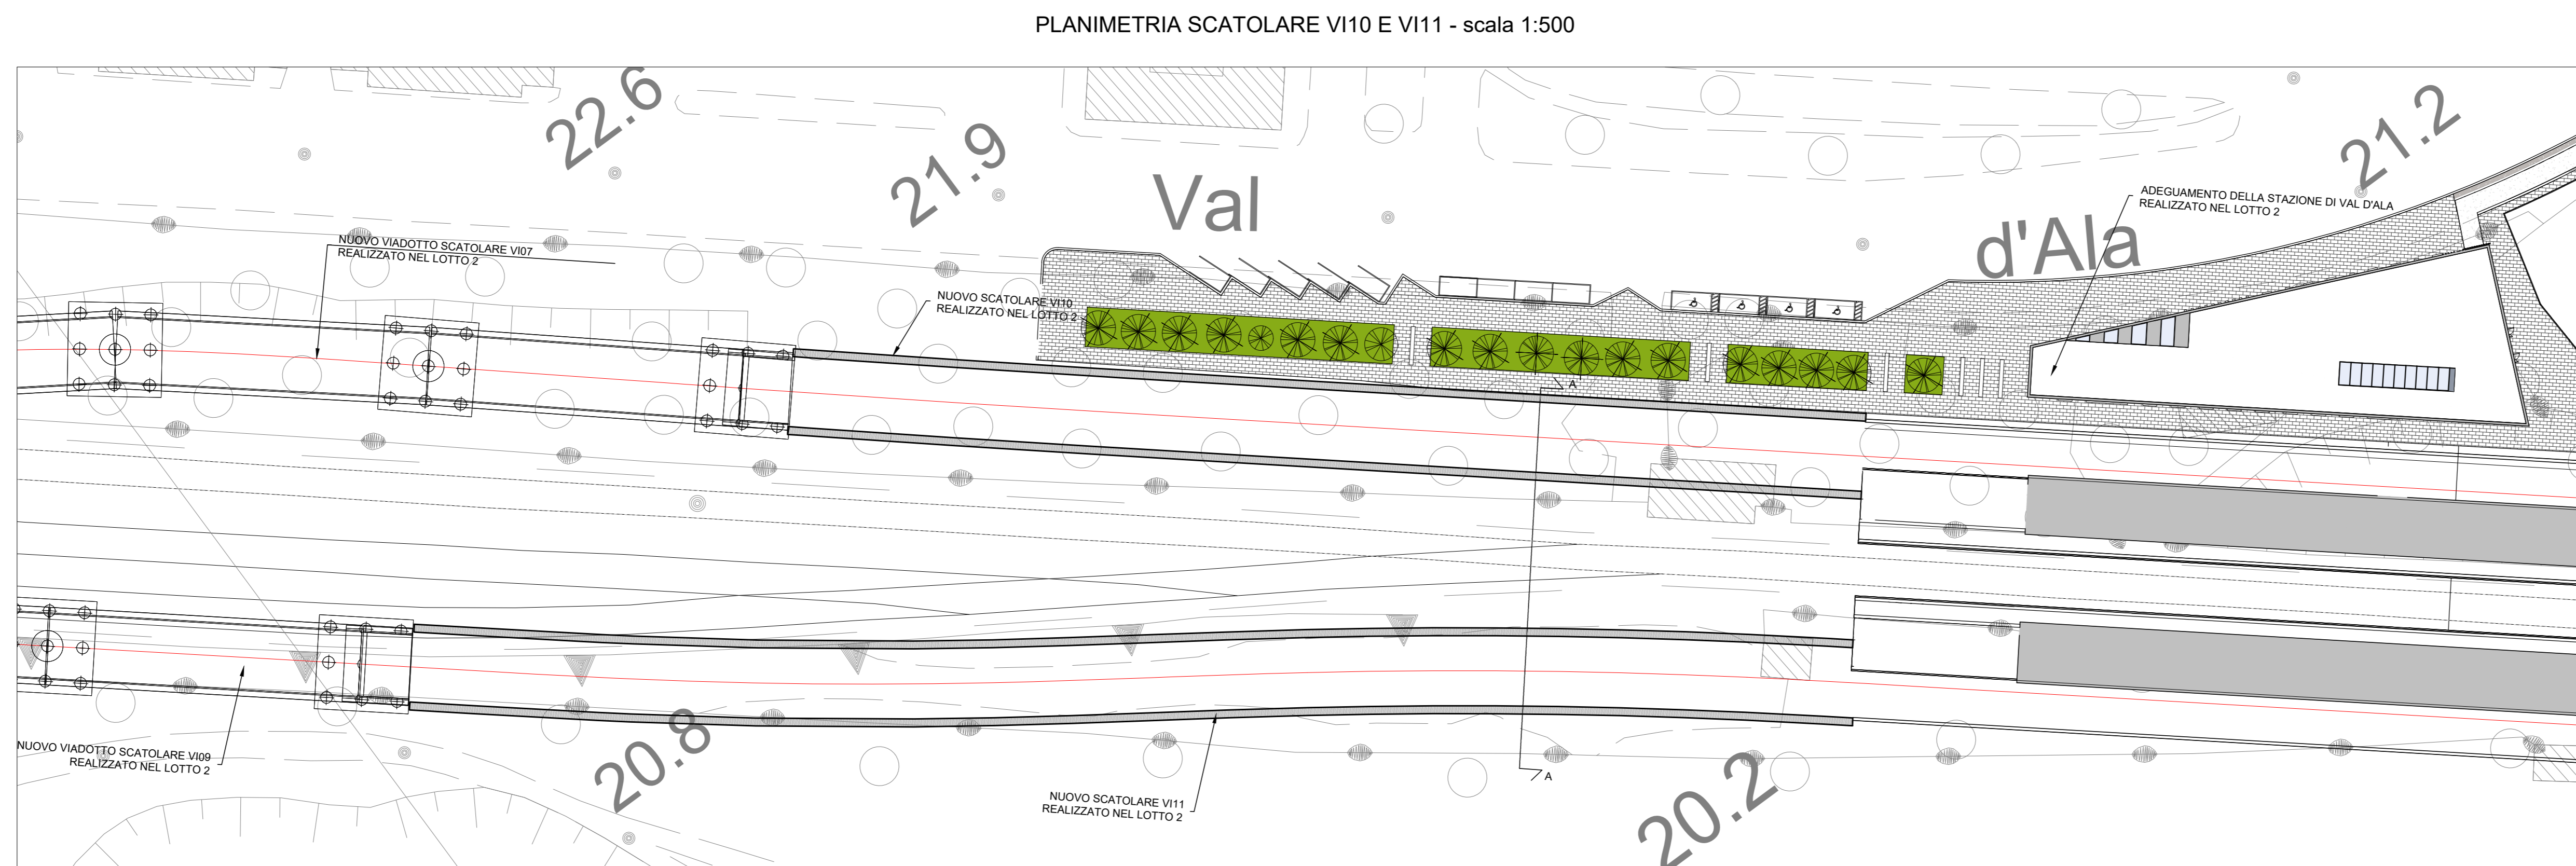 PLANIMETRIA SCATOLARE VI10 E VI11 - scala 1:500
22.6
21.9
21.2
Val
d'Ala
ADEGUAMENTO DELLA STAZIONE DI VAL D'ALA
REALIZZATO NEL LOTTO 2
NUOVO VIADOTTO SCATOLARE VI07
REALIZZATO NEL LOTTO 2
NUOVO SCATOLARE VI10
REALIZZATO NEL LOTTO 2
A
NUOVO VIADOTTO SCATOLARE VI09
REALIZZATO NEL LOTTO 2
20.8
NUOVO SCATOLARE VI11
REALIZZATO NEL LOTTO 2
A
20.2